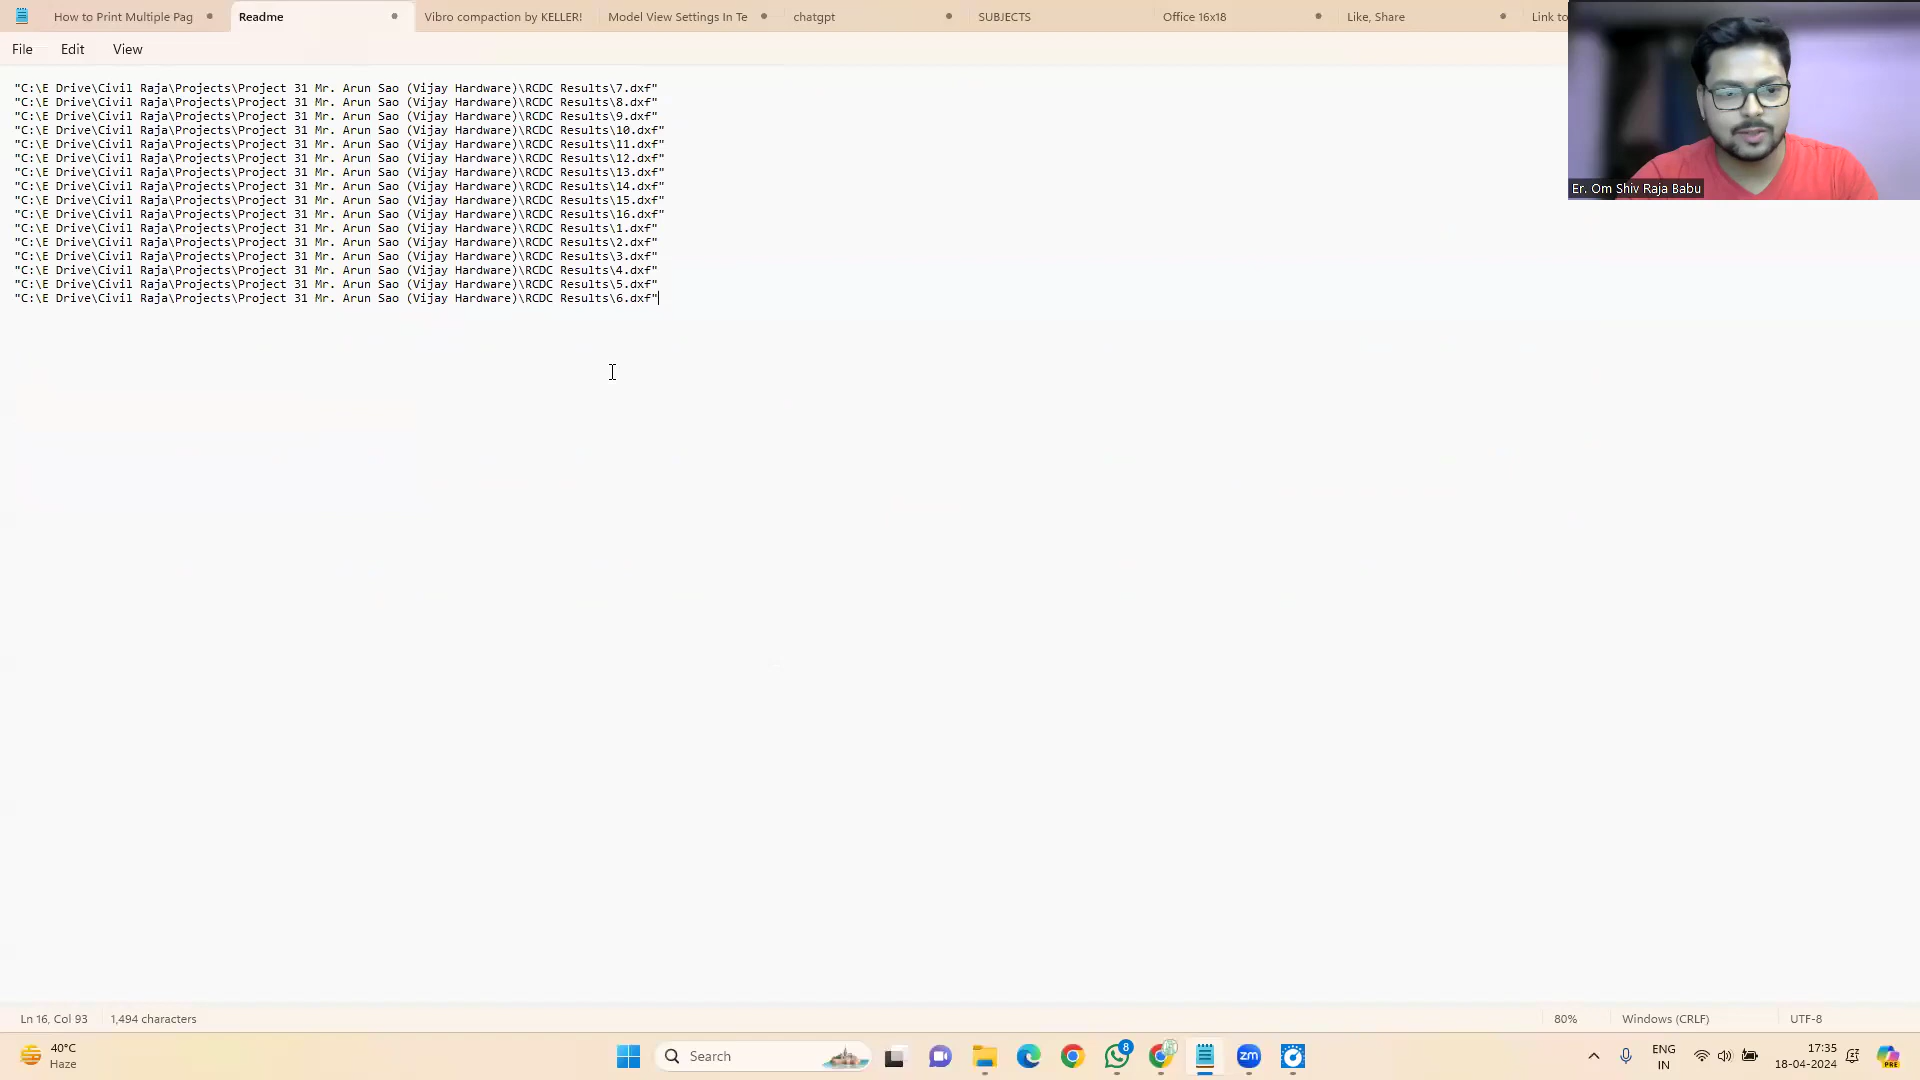 How to Print Multiple Pag
Readme
Vibro compaction by KELLER!
Model View Settings In Te
chatgpt
SUBJECTS
Office 16x18
Like, Share
Link to
File
Edit
View
"C:\E Drive\Civil Raja\Projects\Project 31 Mr. Arun Sao (Vijay Hardware)\RCDC Results\7.dxf"
"C:\E Drive\Civil Raja\Projects\Project 31 Mr. Arun Sao (Vijay Hardware)\RCDC Results\8.dxf"
"C:\E Drive\Civil Raja\Projects\Project 31 Mr. Arun Sao (Vijay Hardware)\RCDC Results\9.dxf"
"C:\E Drive\Civil Raja\Projects\Project 31 Mr. Arun Sao (Vijay Hardware)\RCDC Results\10.dxf"
"C:\E Drive\Civil Raja\Projects\Project 31 Mr. Arun Sao (Vijay Hardware)\RCDC Results\11.dxf"
"C:\E Drive\Civil Raja\Projects\Project 31 Mr. Arun Sao (Vijay Hardware)\RCDC Results\12.dxf"
"C:\E Drive\Civil Raja\Projects\Project 31 Mr. Arun Sao (Vijay Hardware)\RCDC Results\13.dxf"
"C:\E Drive\Civil Raja\Projects\Project 31 Mr. Arun Sao (Vijay Hardware)\RCDC Results\14.dxf"
"C:\E Drive\Civil Raja\Projects\Project 31 Mr. Arun Sao (Vijay Hardware)\RCDC Results\15.dxf"
"C:\E Drive\Civil Raja\Projects\Project 31 Mr. Arun Sao (Vijay Hardware)\RCDC Results\16.dxf"
"C:\E Drive\Civil Raja\Projects\Project 31 Mr. Arun Sao (Vijay Hardware)\RCDC Results\1.dxf"
"C:\E Drive\Civil Raja\Projects\Project 31 Mr. Arun Sao (Vijay Hardware)\RCDC Results\2.dxf"
"C:\E Drive\Civil Raja\Projects\Project 31 Mr. Arun Sao (Vijay Hardware)\RCDC Results\3.dxf"
"C:\E Drive\Civil Raja\Projects\Project 31 Mr. Arun Sao (Vijay Hardware)\RCDC Results\4.dxf"
"C:\E Drive\Civil Raja\Projects\Project 31 Mr. Arun Sao (Vijay Hardware)\RCDC Results\5.dxf"
"C:\E Drive\Civil Raja\Projects\Project 31 Mr. Arun Sao (Vijay Hardware)\RCDC Results\6.dxf"
Er. Om Shiv Raja Babu
Ln 16, Col 93
1,494 characters
80%
Windows (CRLF)
UTF-8
40°C
Haze
Search
8
zm
ENG
IN
17:35
18-04-2024
PRE